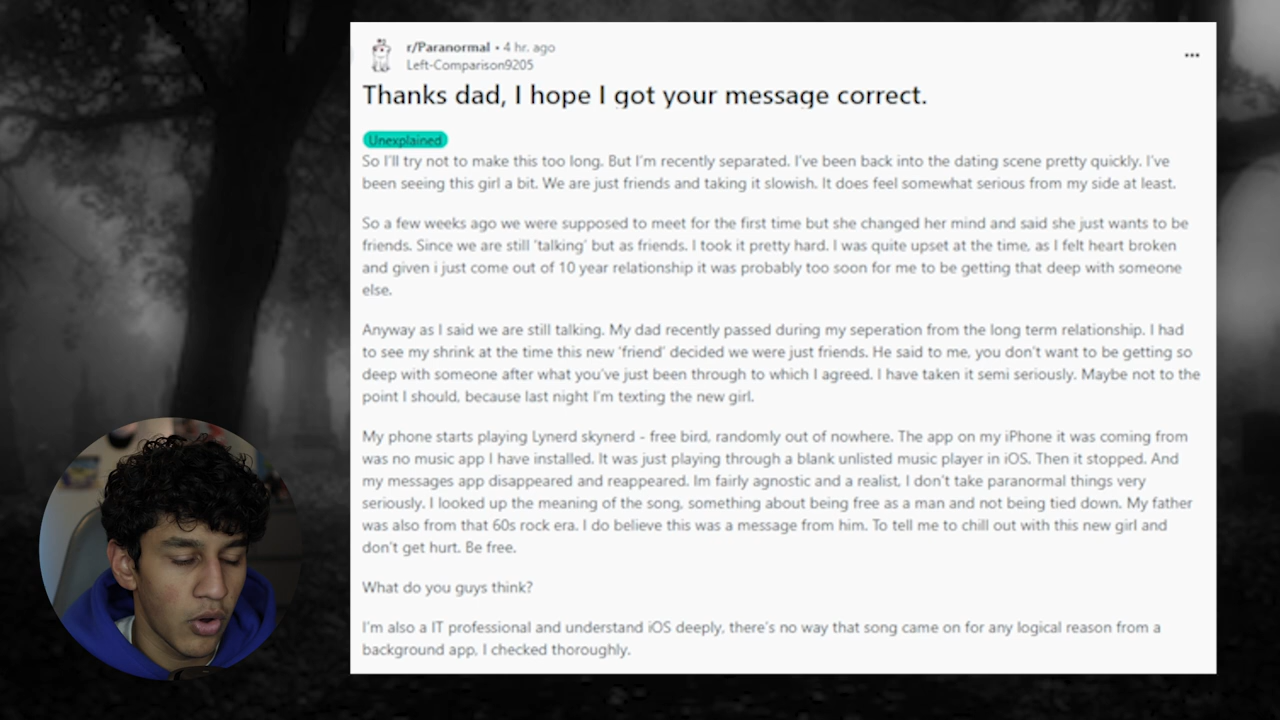 r/Paranormal • 4 hr. ago
Left-Comparison9205
Thanks dad, I hope I got your message correct.
Unexplained
So I'll try not to make this too long. But I'm recently separated. I've been back into the dating scene pretty quickly. I've
been seeing this girl a bit. We are just friends and taking it slowish. It does feel somewhat serious from my side at least.
So a few weeks ago we were supposed to meet for the first time but she changed her mind and said she just wants to be
friends. Since we are still 'talking' but as friends. I took it pretty hard. I was quite upset at the time, as I felt heart broken
and given i just come out of 10 year relationship it was probably too soon for me to be getting that deep with someone
else.
Anyway as I said we are still talking. My dad recently passed during my seperation from the long term relationship. I had
to see my shrink at the time this new 'friend' decided we were just friends. He said to me, you don't want to be getting so
deep with someone after what you've just been through to which I agreed. I have taken it semi seriously. Maybe not to the
point I should, because last night I'm texting the new girl.
My phone starts playing Lynerd skynerd - free bird, randomly out of nowhere. The app on my iPhone it was coming from
was no music app I have installed. It was just playing through a blank unlisted music player in iOS. Then it stopped. And
my messages app disappeared and reappeared. Im fairly agnostic and a realist, I don't take paranormal things very
seriously. I looked up the meaning of the song, something about being free as a man and not being tied down. My father
was also from that 60s rock era. I do believe this was a message from him. To tell me to chill out with this new girl and
don't get hurt. Be free.
What do you guys think?
I'm also a IT professional and understand iOS deeply, there's no way that song came on for any logical reason from a
background app, I checked thoroughly.